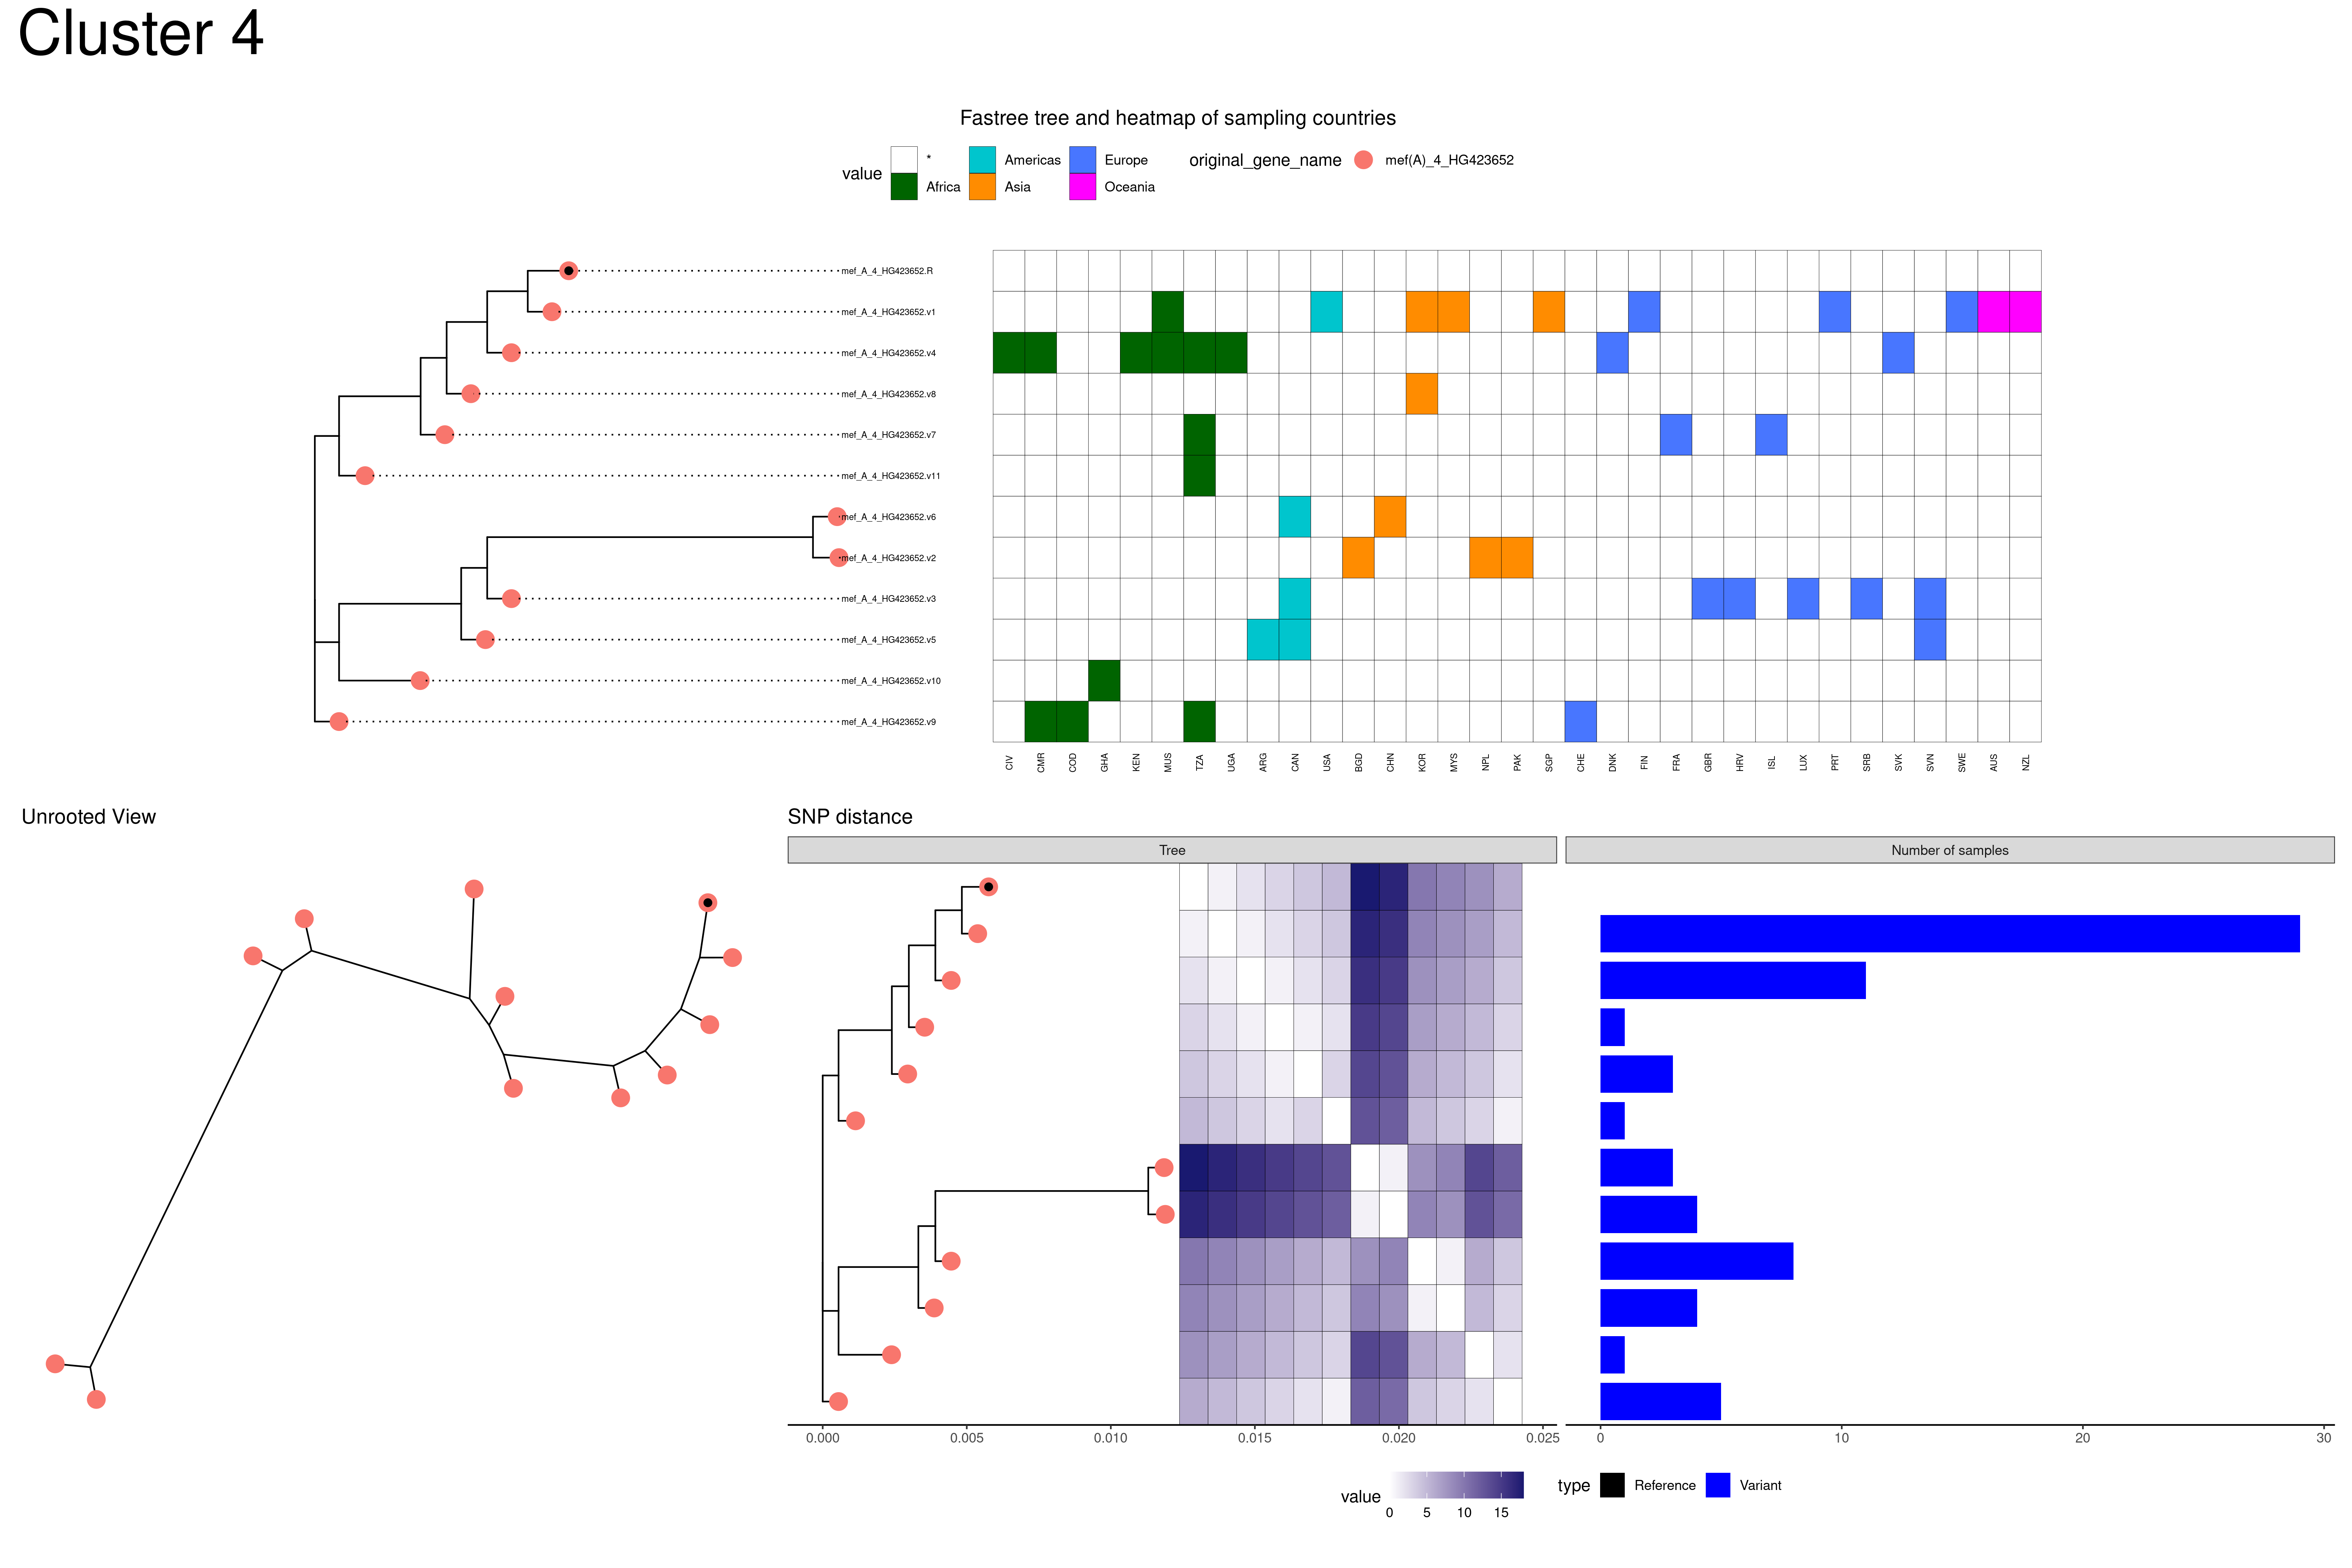 Cluster 4
Fastree tree and heatmap of sampling countries
value
*
Americas
Europe
original_gene_name
mef(A)_4_HG423652
Africa
Asia
Oceania
mef_A_4_HG423652.R
mef_A_4_HG423652.v1
mef_A_4_HG423652.v4
mef_A_4_HG423652.v8
mef_A_4_HG423652.v7
mef_A_4_HG423652.v11
mef_A_4_HG423652.v6
mef_A_4_HG423652.v2
mef_A_4_HG423652.v3
mef_A_4_HG423652.v5
mef_A_4_HG423652.v10
mef_A_4_HG423652.v9
CIV CMR COD GHA KEN MUS TZA UGA ARG CAN USA BGD CHN KOR MYS NPL PAK SGP CHE DNK FIN FRA GBR HRV ISL LUX PRT SRB SVK SVN SWE AUS NZL
Unrooted View
SNP distance
Tree
Number of samples
0.000 0.005 0.010 0.015 0.020 0.025
0 10 20 30
value
0 5 10 15
type
Reference
Variant